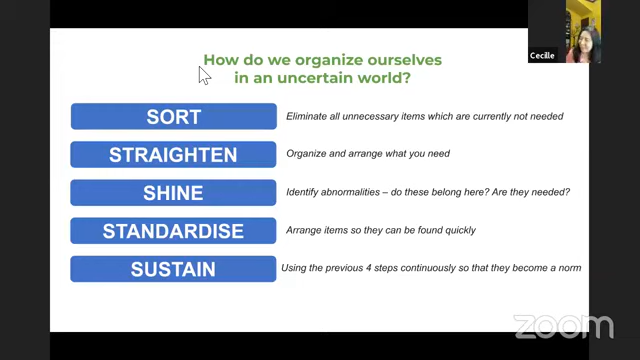 How do we organize ourselves
in an uncertain world?
SORT
Eliminate all unnecessary items which are currently not needed
STRAIGHTEN
Organize and arrange what you need
SHINE
Identify abnormalities – do these belong here? Are they needed?
STANDARDISE
Arrange items so they can be found quickly
SUSTAIN
Using the previous 4 steps continuously so that they become a norm
Cecille
zoom